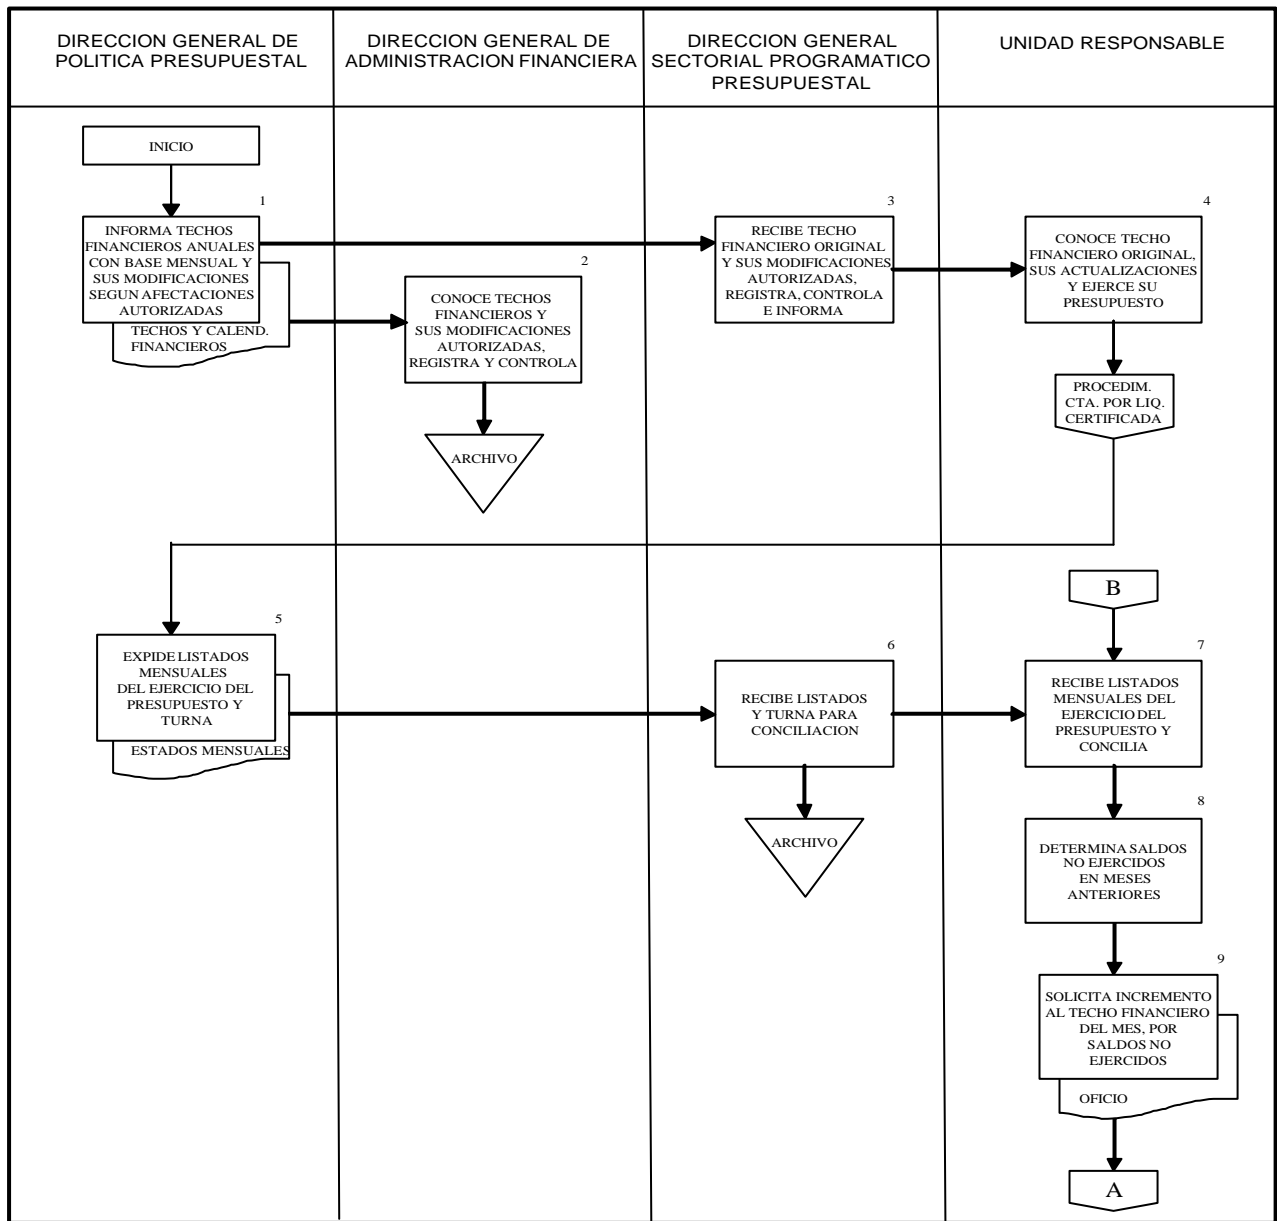 DIRECCION GENERAL DE
POLITICA PRESUPUESTAL
DIRECCION GENERAL DE
ADMINISTRACION FINANCIERA
DIRECCION GENERAL
SECTORIAL PROGRAMATICO
PRESUPUESTAL
UNIDAD RESPONSABLE
INICIO
1
INFORMA TECHOS
FINANCIEROS ANUALES
CON BASE MENSUAL Y
SUS MODIFICACIONES
SEGUN AFECTACIONES
AUTORIZADAS
TECHOS Y CALEND.
FINANCIEROS
2
CONOCE TECHOS
FINANCIEROS Y
SUS MODIFICACIONES
AUTORIZADAS,
REGISTRA Y CONTROLA
ARCHIVO
3
RECIBE TECHO
FINANCIERO ORIGINAL
Y SUS MODIFICACIONES
AUTORIZADAS,
REGISTRA, CONTROLA
E INFORMA
4
CONOCE TECHO
FINANCIERO ORIGINAL,
SUS ACTUALIZACIONES
Y EJERCE SU
PRESUPUESTO
PROCEDIM.
CTA. POR LIQ.
CERTIFICADA
5
EXPIDE LISTADOS
MENSUALES
DEL EJERCICIO DEL
PRESUPUESTO Y
TURNA
ESTADOS MENSUALES
6
RECIBE LISTADOS
Y TURNA PARA
CONCILIACION
ARCHIVO
B
7
RECIBE LISTADOS
MENSUALES DEL
EJERCICIO DEL
PRESUPUESTO Y
CONCILIA
8
DETERMINA SALDOS
NO EJERCIDOS
EN MESES
ANTERIORES
9
SOLICITA INCREMENTO
AL TECHO FINANCIERO
DEL MES, POR
SALDOS NO
EJERCIDOS
OFICIO
A